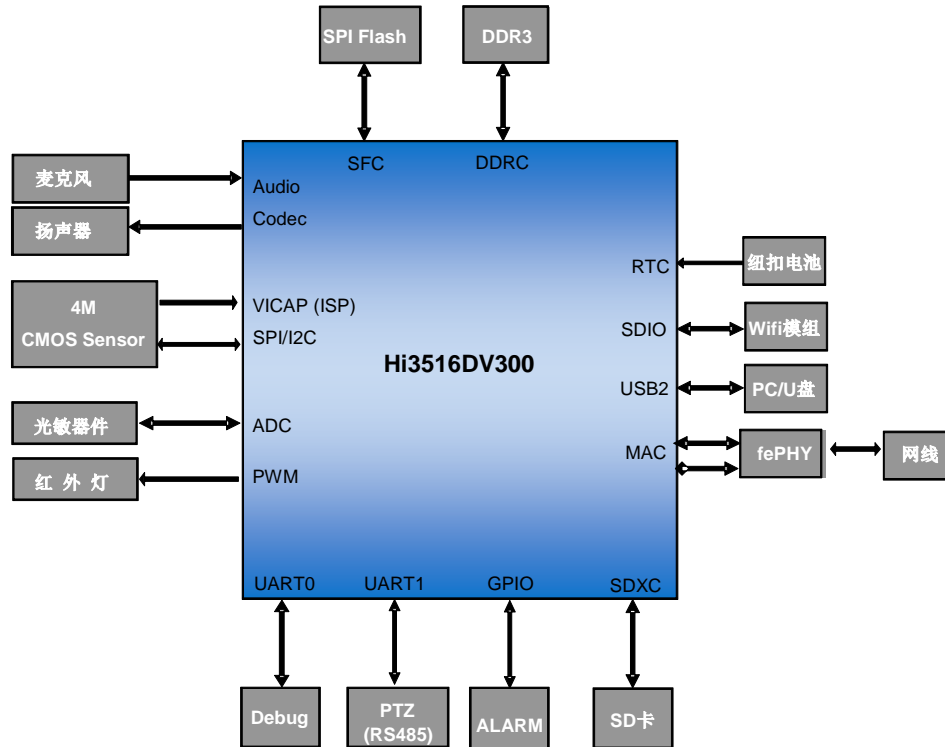 SPI Flash
DDR3
SFC
DDRC
麦克风
扬声器
Audio
Codec
4M
CMOS Sensor
VICAP (ISP)
SPI/I2C
光敏器件
ADC
红 外 灯
PWM
Hi3516DV300
RTC
纽扣电池
SDIO
Wifi模组
USB2
PC/U盘
MAC
fePHY
网线
UART0
UART1
GPIO
SDXC
Debug
PTZ
(RS485)
ALARM
SD卡